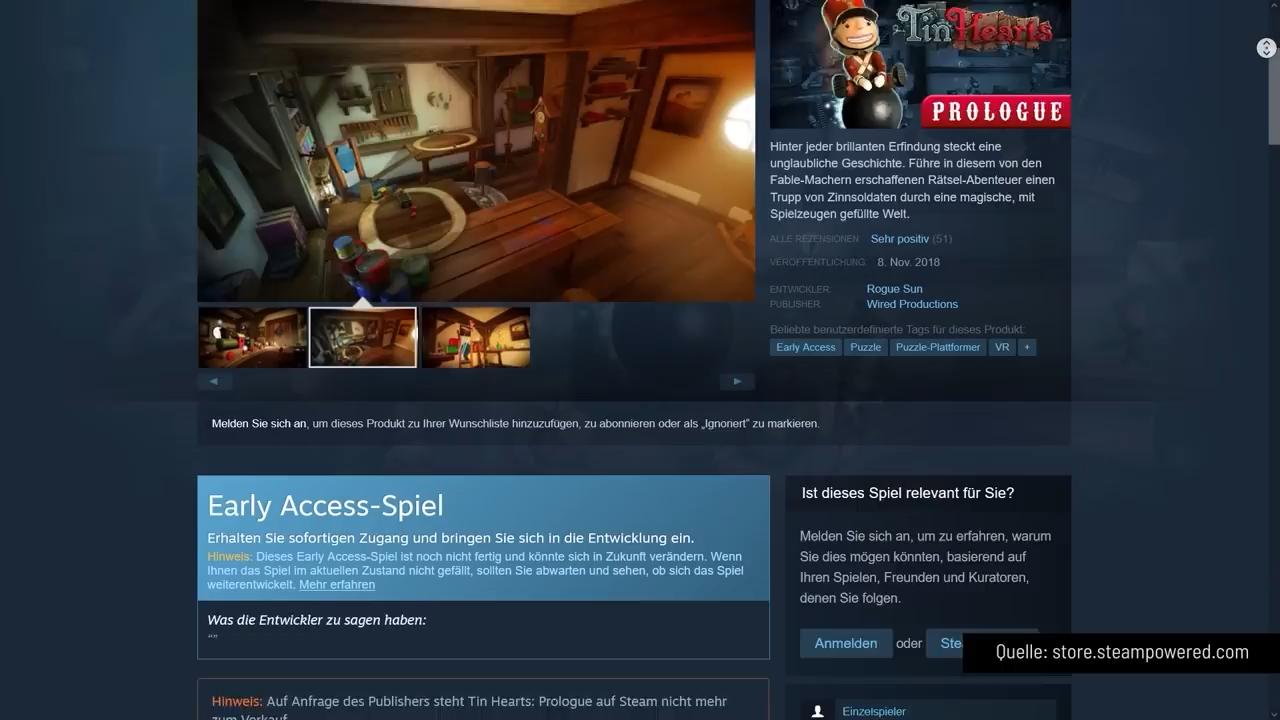 Tin Hearts
PROLOGUE
Hinter jeder brillanten Erfindung steckt eine
unglaubliche Geschichte. Führe in diesem von den
Fable-Machern erschaffenen Rätsel-Abenteuer einen
Trupp von Zinnsoldaten durch eine magische, mit
Spielzeugen gefüllte Welt.
ALLE REZENSIONEN Sehr positiv (51)
VERÖFFENTLICHUNG: 8. Nov. 2018
ENTWICKLER: Rogue Sun
PUBLISHER: Wired Productions
Beliebte benutzerdefinierte Tags für dieses Produkt:
Early Access Puzzle Puzzle-Plattformer VR +
Melden Sie sich an, um dieses Produkt zu Ihrer Wunschliste hinzuzufügen, zu abonnieren oder als „Ignoriert" zu markieren.
Early Access-Spiel
Erhalten Sie sofortigen Zugang und bringen Sie sich in die Entwicklung ein.
Hinweis: Dieses Early Access-Spiel ist noch nicht fertig und könnte sich in Zukunft verändern. Wenn
Ihnen das Spiel im aktuellen Zustand nicht gefällt, sollten Sie abwarten und sehen, ob sich das Spiel
weiterentwickelt. Mehr erfahren
Was die Entwickler zu sagen haben:
“”
Hinweis: Auf Anfrage des Publishers steht Tin Hearts: Prologue auf Steam nicht mehr
zum Verkauf
Ist dieses Spiel relevant für Sie?
Melden Sie sich an, um zu erfahren, warum
Sie dies mögen könnten, basierend auf
Ihren Spielen, Freunden und Kuratoren,
denen Sie folgen.
Anmelden oder Ste
Quelle: store.steampowered.com
Einzelspieler